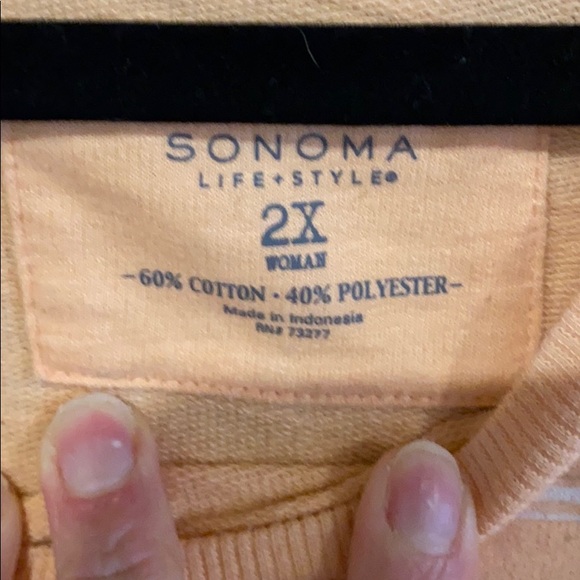 SONOMA
LIFE+STYLE®
2X
WOMAN
-60% COTTON · 40% POLYESTER-
Made in Indonesia
RN# 73277